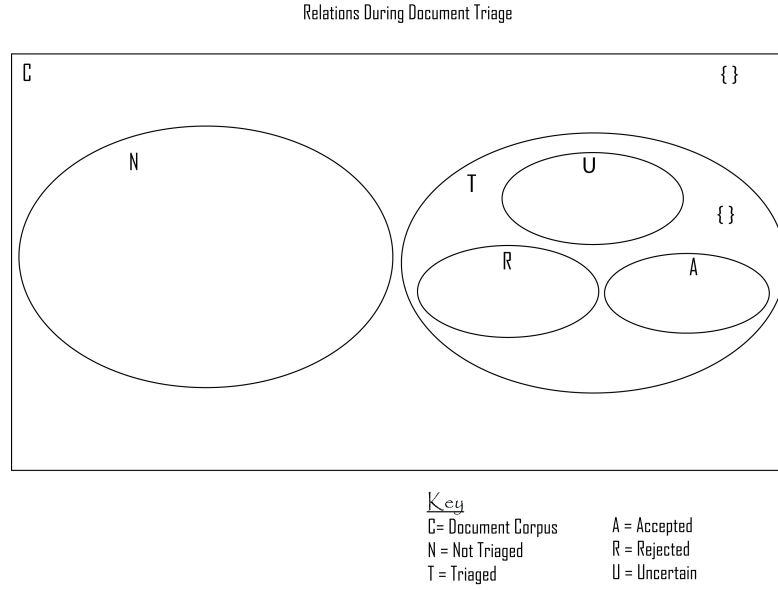 Relations During Document Triage
C
{ }
N
T
U
{ }
R
A
Key
C= Document Corpus
N = Not Triaged
T = Triaged
A = Accepted
R = Rejected
U = Uncertain